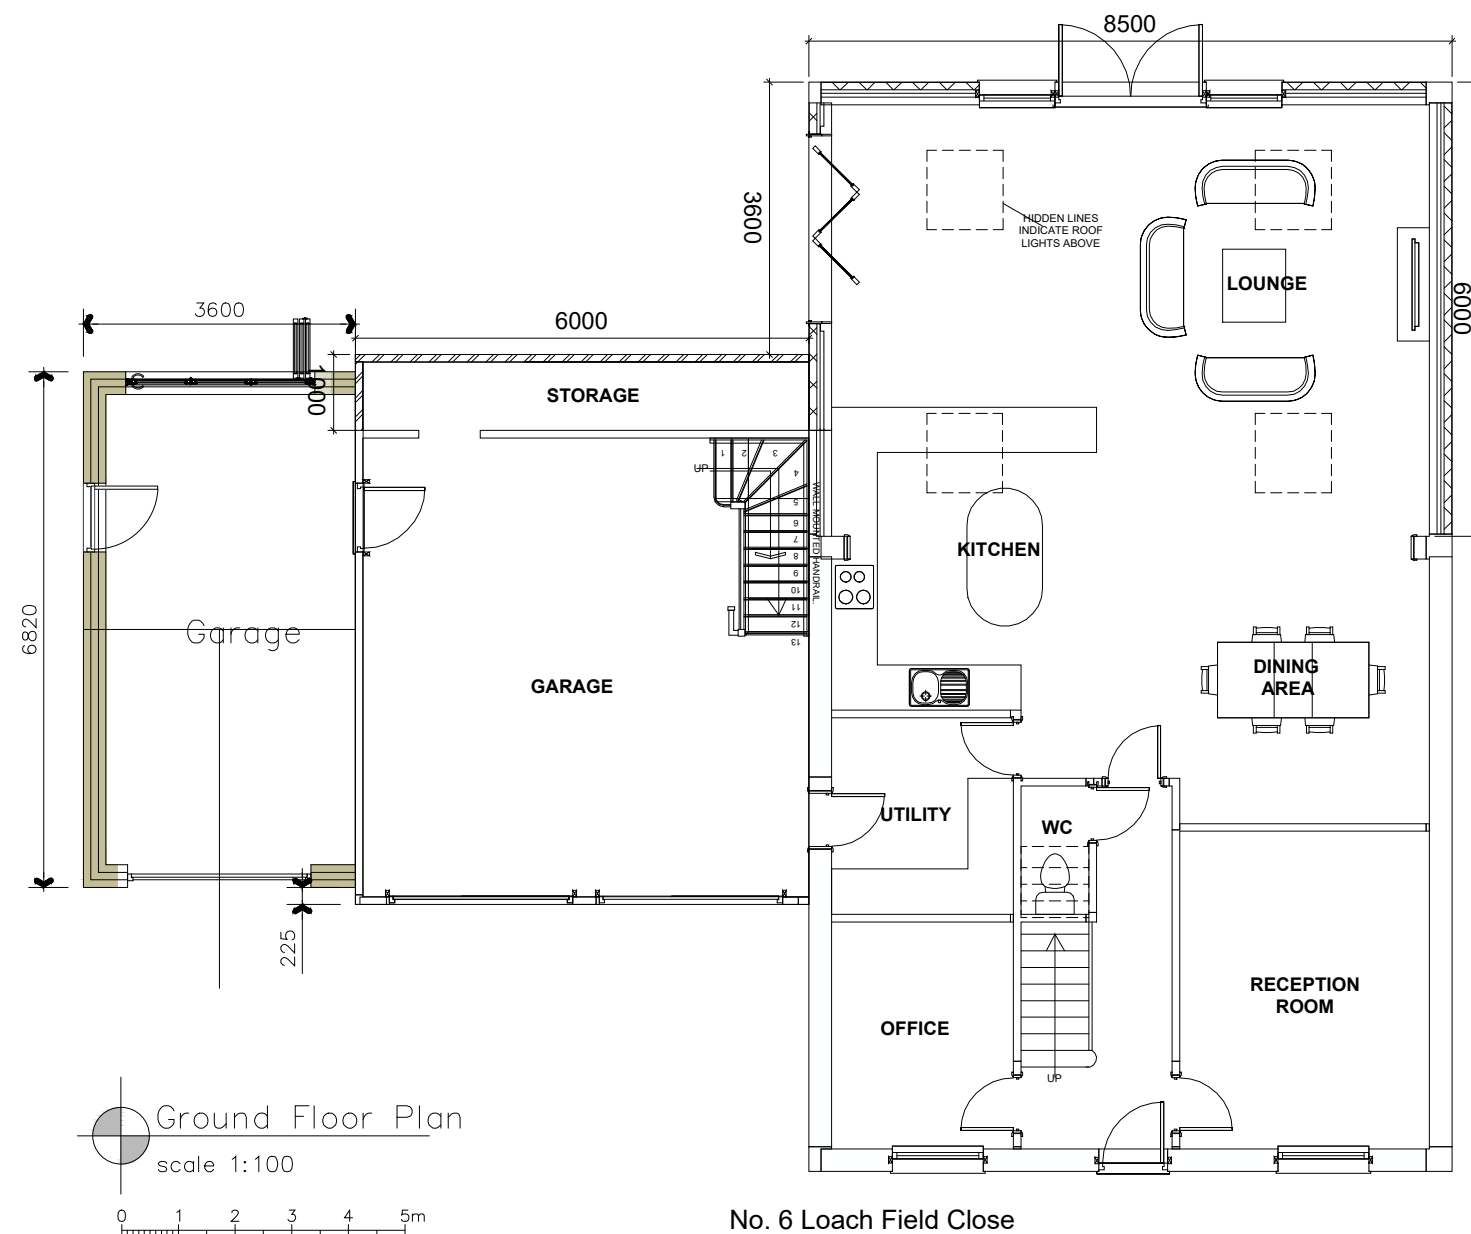 8500
3600
HIDDEN LINES
INDICATE ROOF
LIGHTS ABOVE
LOUNGE
6000
3600
6000
1000
STORAGE
UP
1
2
3
4
5
6
7
8
9
10
11
12
13
WALL MOUNTED HANDRAIL.
KITCHEN
6820
Garage
GARAGE
DINING
AREA
UTILITY
WC
225
RECEPTION
ROOM
OFFICE
UP
Ground Floor Plan
scale 1:100
0 1 2 3 4 5m
No. 6 Loach Field Close